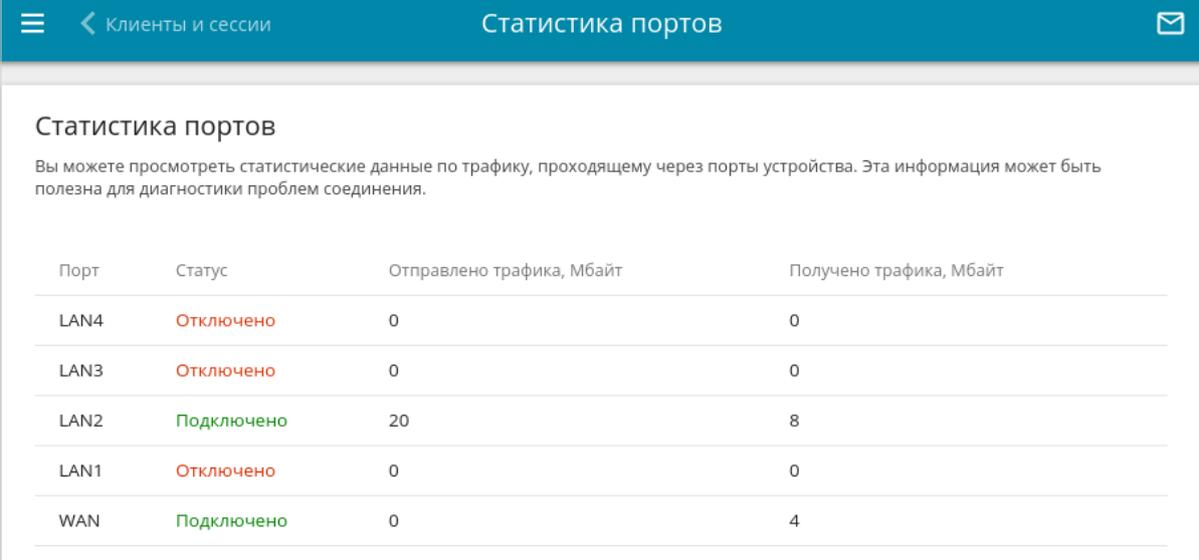 Клиенты и сессии Статистика портов
Статистика портов
Вы можете просмотреть статистические данные по трафику, проходящему через порты устройства. Эта информация может быть
полезна для диагностики проблем соединения.
Порт Статус Отправлено трафика, Мбайт Получено трафика, Мбайт
LAN4 Отключено 0 0
LAN3 Отключено 0 0
LAN2 Подключено 20 8
LAN1 Отключено 0 0
WAN Подключено 0 4